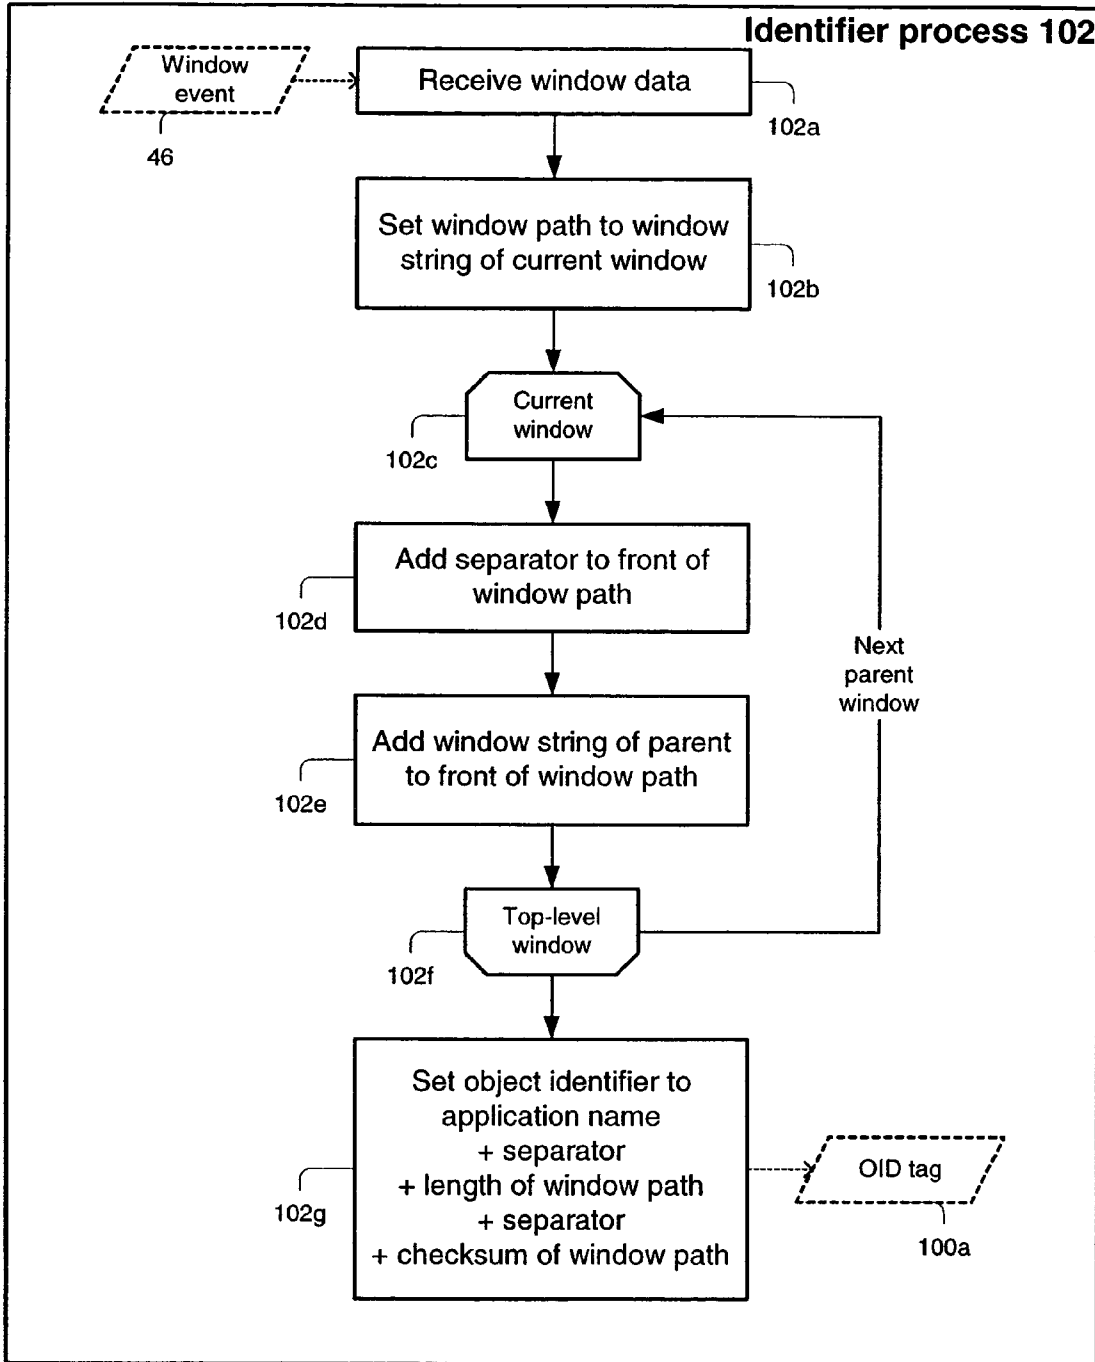 Identifier process 102
Window
event
46
Receive window data
102a
Set window path to window
string of current window
102b
Current
window
102c
Add separator to front of
window path
102d
Next
parent
window
Add window string of parent
to front of window path
102e
Top-level
window
102f
Set object identifier to
application name
+ separator
+ length of window path
+ separator
+ checksum of window path
102g
OID tag
100a